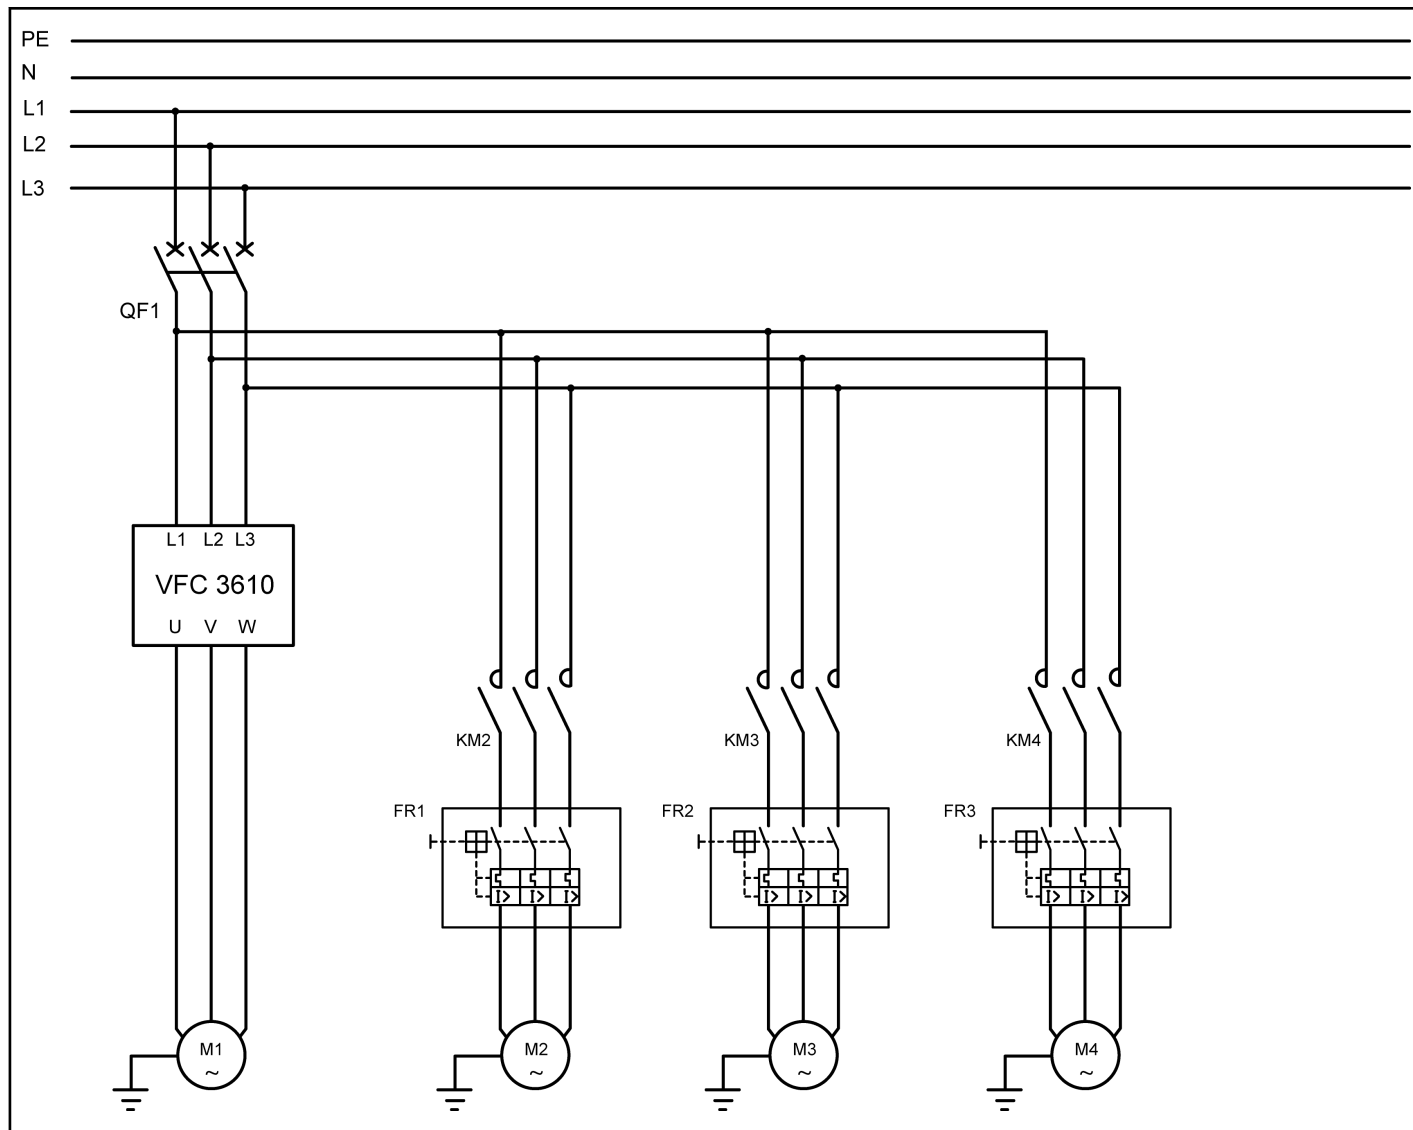 PE
N
L1
L2
L3
QF1
L1 L2 L3
VFC 3610
U V W
KM2
KM3
KM4
FR1
FR2
FR3
I> I> I>
I> I> I>
I> I> I>
M1
~
M2
~
M3
~
M4
~